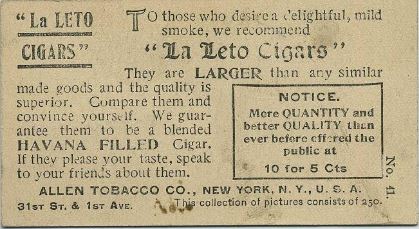 "La LETO
CIGARS"
TO those who desire a delightful, mild
smoke, we recommend
"La Leto Cigars"
They are LARGER than any similar
made goods and the quality is
superior. Compare them and
convince yourself. We guar-
antee them to be a blended
HAVANA FILLED Cigar.
If they please your taste, speak
to your friends about them.
NOTICE.
More QUANTITY and
better QUALITY than
ever before offered the
public at
10 for 5 Cts
No. 41
ALLEN TOBACCO CO., NEW YORK, N. Y., U. S. A.
31ST ST. & 1ST AVE. This collection of pictures consists of 250.